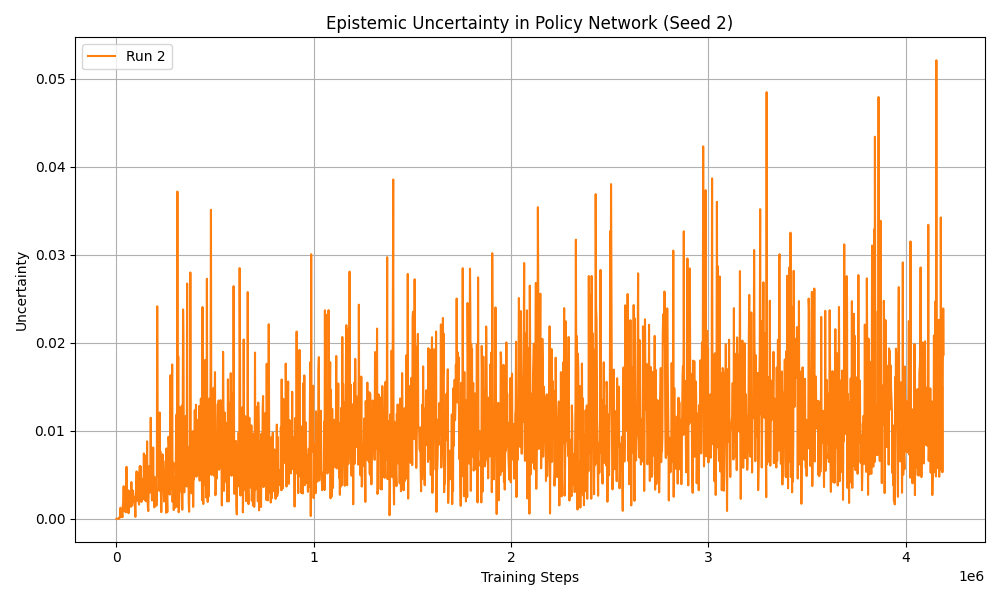 Epistemic Uncertainty in Policy Network (Seed 2)
Run 2
Uncertainty
0.05
0.04
0.03
0.02
0.01
0.00
0 1 2 3 4
1e6
Training Steps